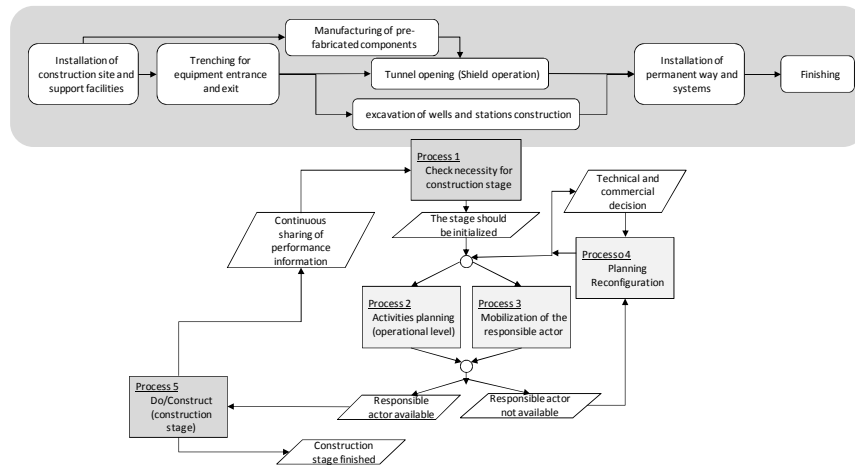 Manufacturing of pre-
fabricated components
Installation of
construction site and
support facilities
Trenching for
equipment entrance
and exit
Tunnel opening (Shield operation)
excavation of wells and stations construction
Installation of
permanent way and
systems
Finishing
Process 1
Check necessity for
construction stage
Technical and
commercial
decision
The stage should
be initialized
Continuous
sharing of
performance
information
Processo 4
Planning
Reconfiguration
Process 2
Activities planning
(operational level)
Process 3
Mobilization of the
responsible actor
Process 5
Do/Construct
(construction
stage)
Responsible
actor available
Responsible actor
not available
Construction
stage finished